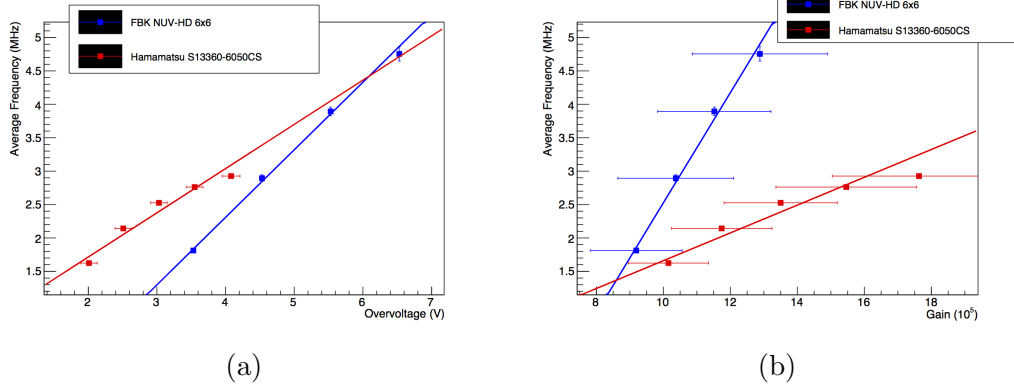 FBK NUV-HD 6x6
Hamamatsu S13360-6050CS
Average Frequency (MHz)
5
4.5
4
3.5
3
2.5
2
1.5
2 3 4 5 6 7
Overvoltage (V)
(a)
FBK NUV-HD 6x6
Hamamatsu S13360-6050CS
Average Frequency (MHz)
5
4.5
4
3.5
3
2.5
2
1.5
8 10 12 14 16 18
Gain (10⁵)
(b)